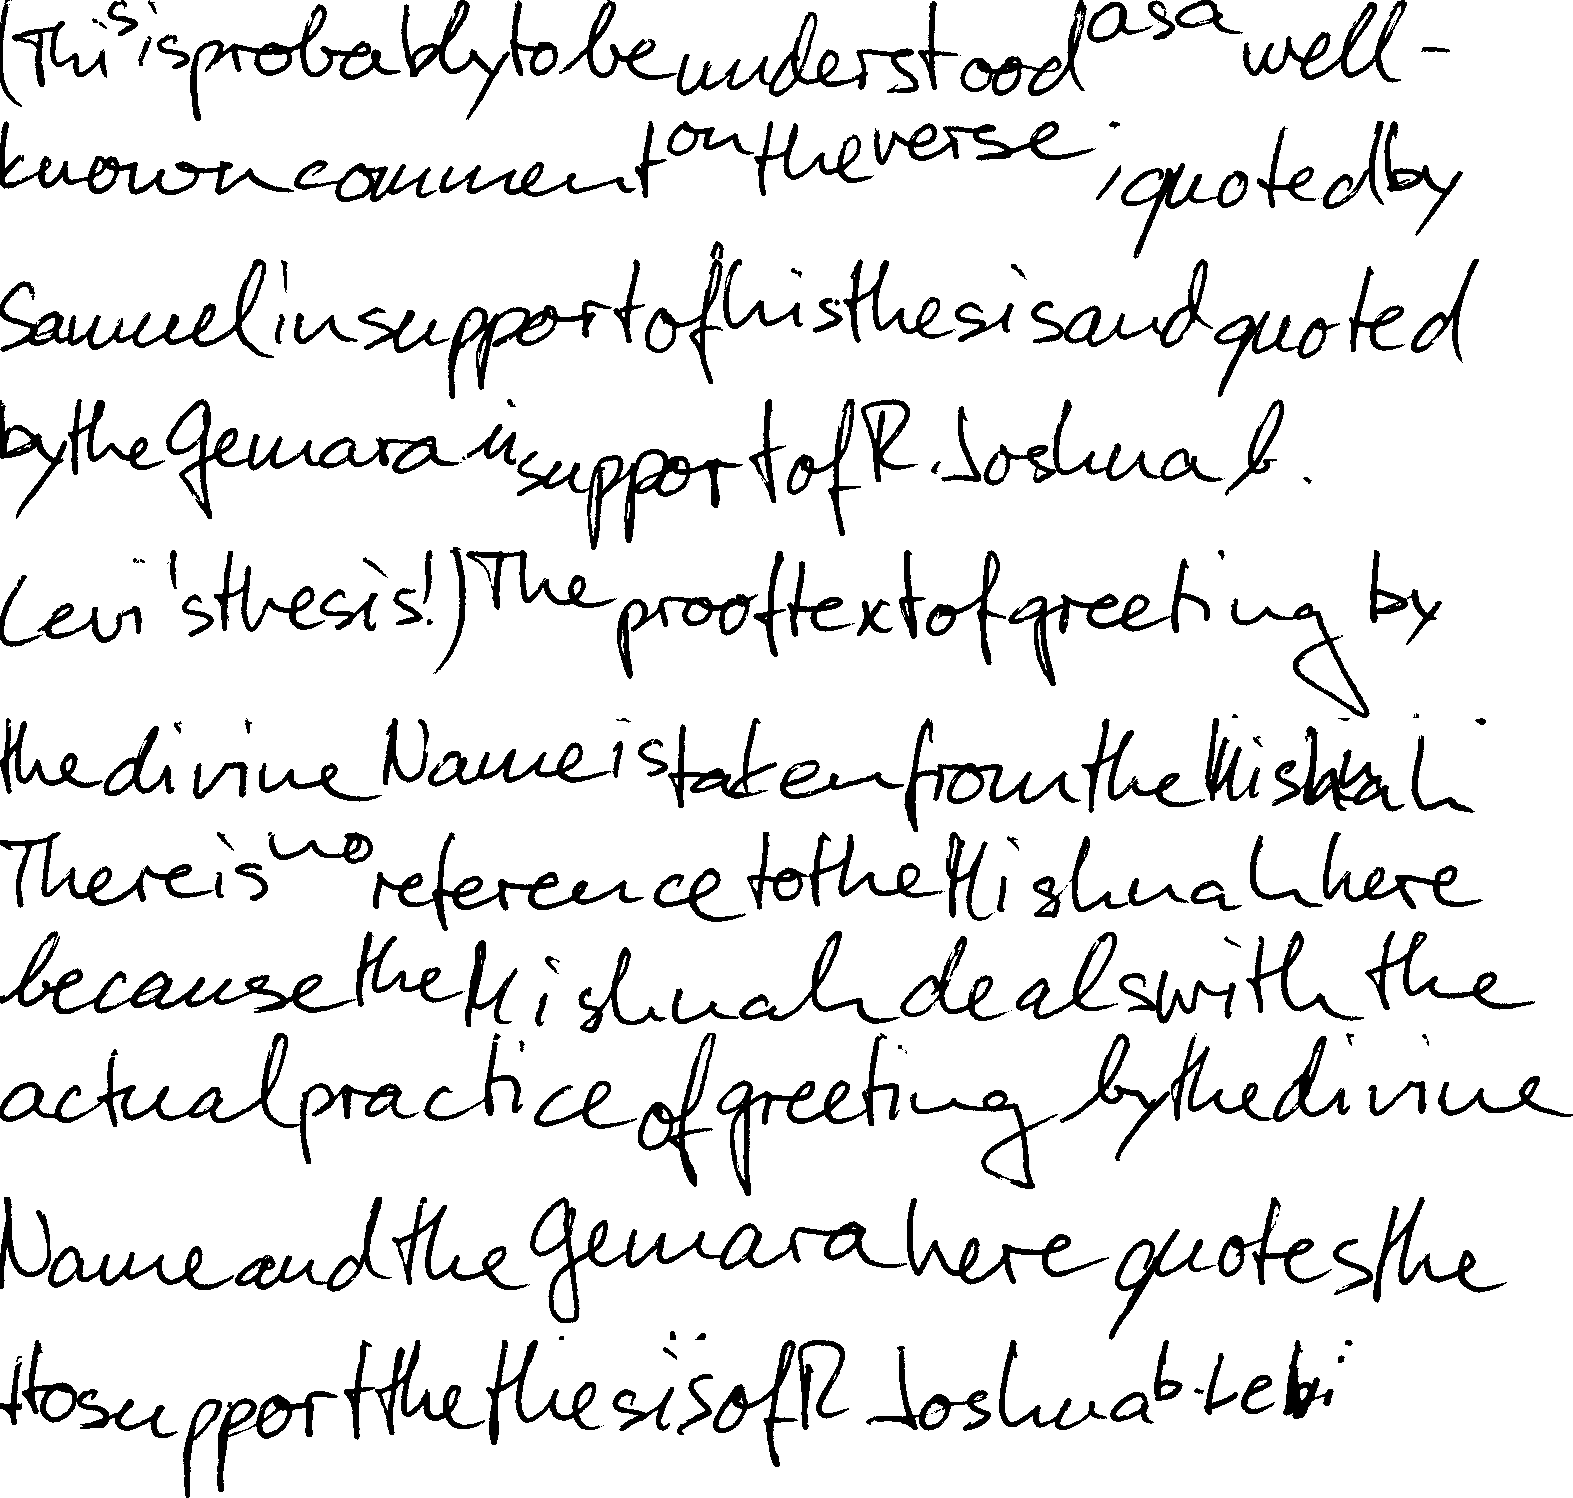 (This is probably to be understood as a well-
known comment on the verse, quoted by
Samuel in support of his thesis and quoted
by the Gemara in support of R. Joshua b.
Levi's thesis!) The prooftext of greeting by
the divine Name is taken from the Mishnah.
There is no reference to the Mishnah here
because the Mishnah deals with the
actual practice of greeting by the divine
Name and the Gemara here quotes the
to support the thesis of R Joshua b. Levi